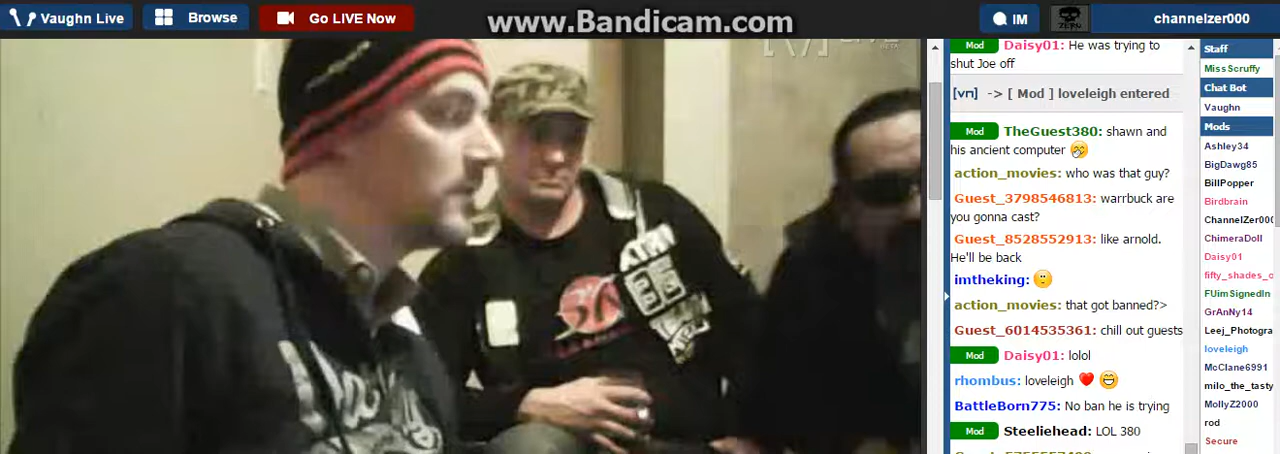 Vaughn Live
Browse
Go LIVE Now
www.Bandicam.com
IM
ZERO
channelzer000
LIVE
Mod Daisy01: He was trying to
shut Joe off
[vn] -> [ Mod ] loveleigh entered
Mod TheGuest380: shawn and
his ancient computer
action_movies: who was that guy?
Guest_3798546813: warrbuck are
you gonna cast?
Guest_8528552913: like arnold.
He'll be back
imtheking:
action_movies: that got banned?>
Guest_6014535361: chill out guests
Mod Daisy01: lolol
rhombus: loveleigh
BattleBorn775: No ban he is trying
Mod Steeliehead: LOL 380
Staff
MissScruffy
Chat Bot
Vaughn
Mods
Ashley34
BigDawg85
BillPopper
Birdbrain
ChannelZer000
ChimeraDoll
Daisy01
fifty_shades_o
FUimSignedIn
GrAnNy14
Leej_Photogra
loveleigh
McClane6991
milo_the_tasty
MollyZ2000
rod
Secure